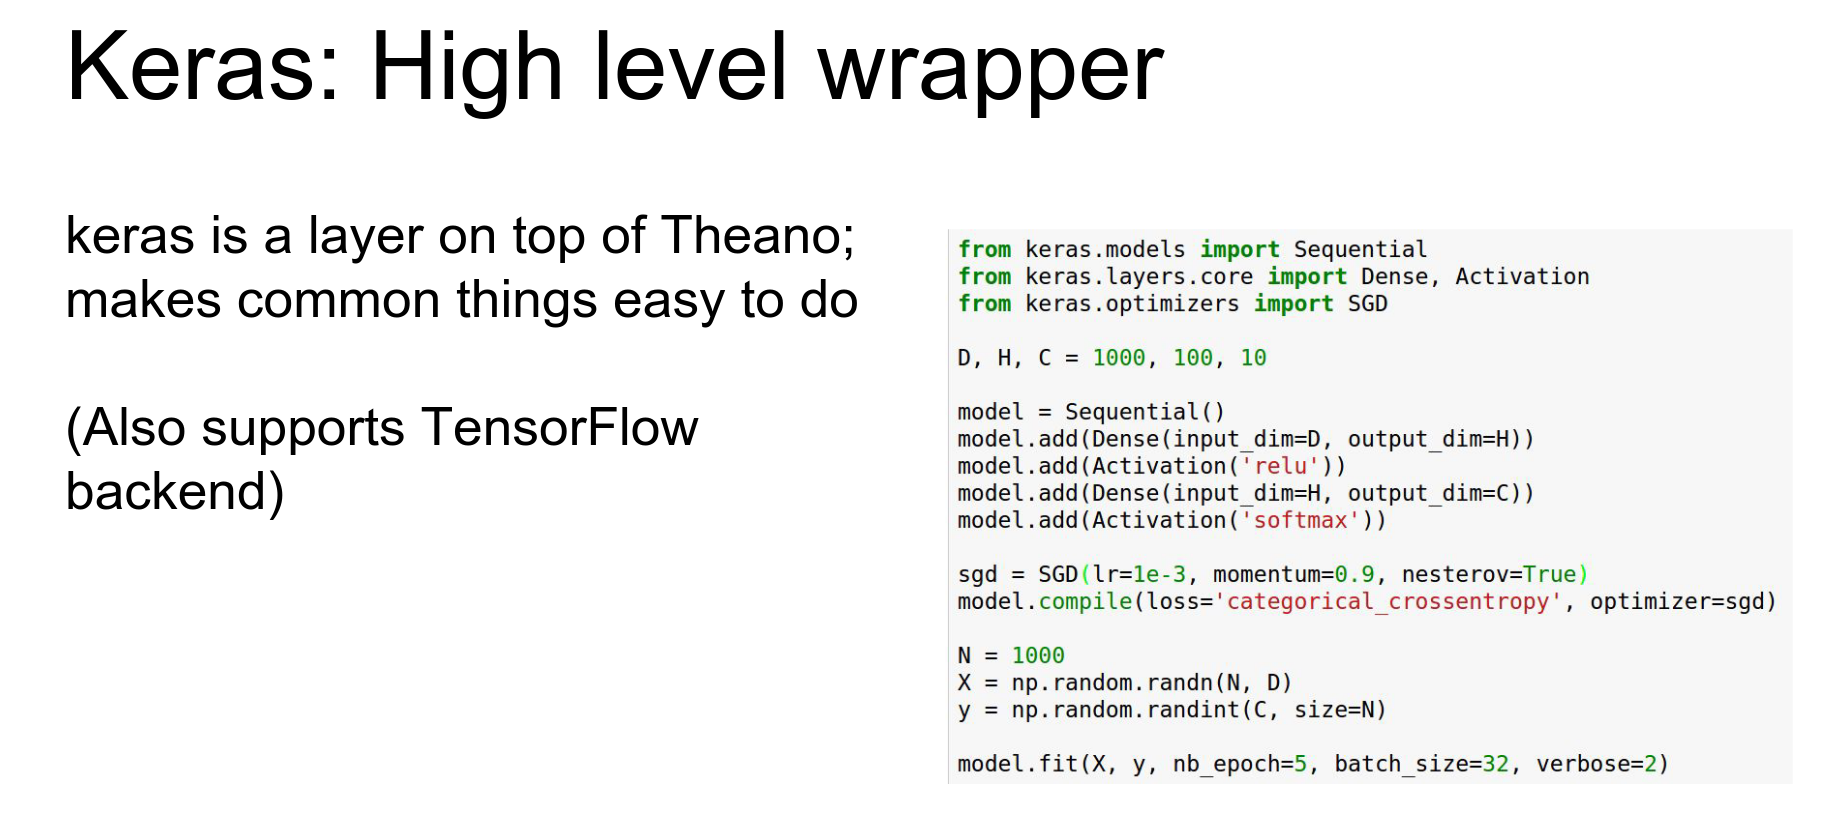 Keras: High level wrapper
keras is a layer on top of Theano;
makes common things easy to do
(Also supports TensorFlow
backend)
from keras.models import Sequential
from keras.layers.core import Dense, Activation
from keras.optimizers import SGD
D, H, C = 1000, 100, 10
model = Sequential()
model.add(Dense(input_dim=D, output_dim=H))
model.add(Activation('relu'))
model.add(Dense(input_dim=H, output_dim=C))
model.add(Activation('softmax'))
sgd = SGD(lr=1e-3, momentum=0.9, nesterov=True)
model.compile(loss='categorical_crossentropy', optimizer=sgd)
N = 1000
X = np.random.randn(N, D)
y = np.random.randint(C, size=N)
model.fit(X, y, nb_epoch=5, batch_size=32, verbose=2)